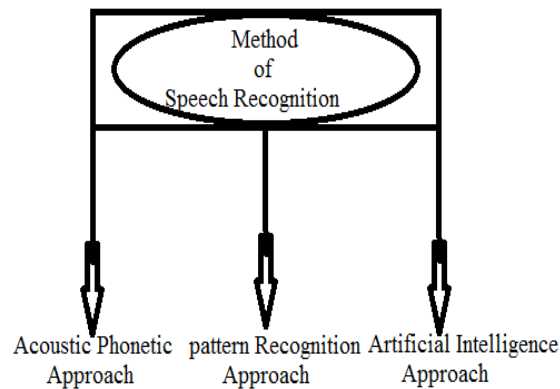 Method
of
Speech Recognition
Acoustic Phonetic
Approach
pattern Recognition
Approach
Artificial Intelligence
Approach